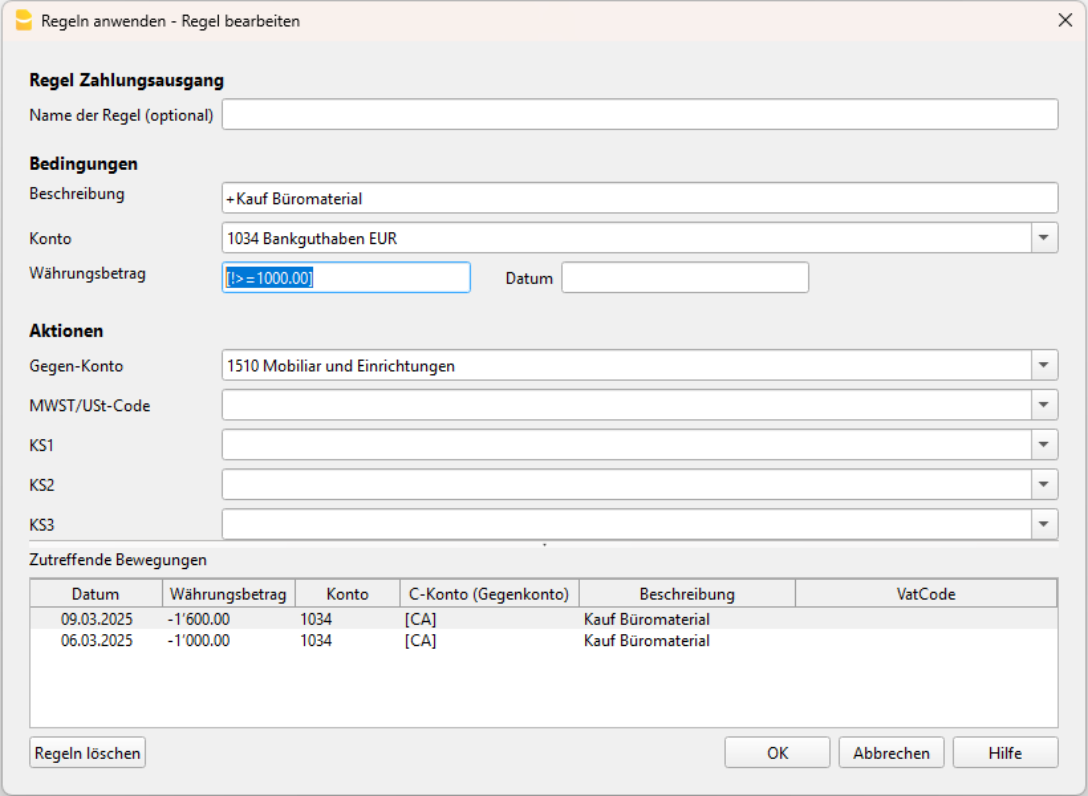 Regeln anwenden - Regel bearbeiten
Regel Zahlungsausgang
Name der Regel (optional)
Bedingungen
Beschreibung +Kauf Büromaterial
Konto 1034 Bankguthaben EUR
Währungsbetrag [!>=1000.00] Datum
Aktionen
Gegen-Konto 1510 Mobiliar und Einrichtungen
MWST/USt-Code
KS1
KS2
KS3
Zutreffende Bewegungen
Datum Währungsbetrag Konto C-Konto (Gegenkonto) Beschreibung VatCode
09.03.2025 -1'600.00 1034 [CA] Kauf Büromaterial
06.03.2025 -1'000.00 1034 [CA] Kauf Büromaterial
Regeln löschen OK Abbrechen Hilfe